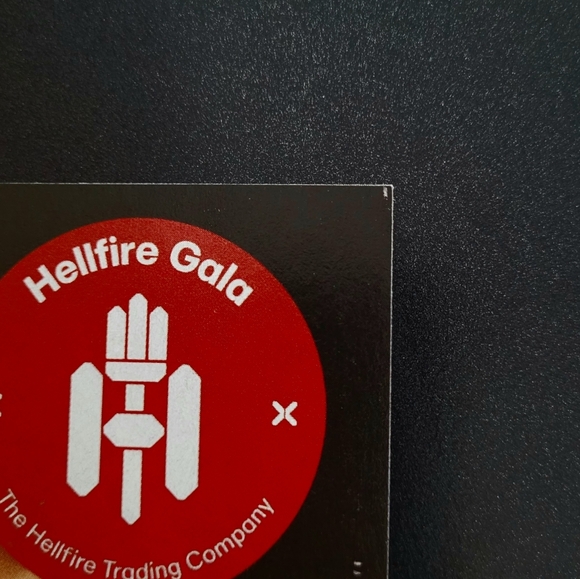 Hellfire Gala
The Hellfire Trading Company